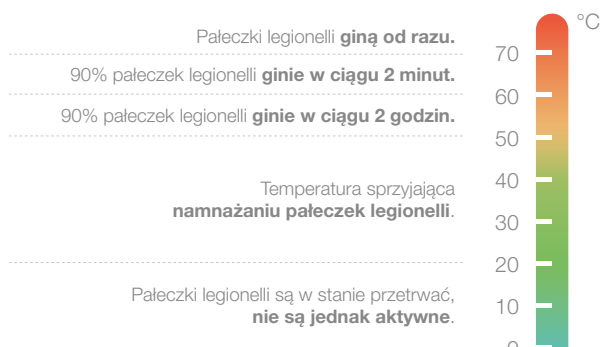 °C
Pałeczki legionelli giną od razu.
70
90% pałeczek legionelli ginie w ciągu 2 minut.
60
90% pałeczek legionelli ginie w ciągu 2 godzin.
50
40
Temperatura sprzyjająca
namnażaniu pałeczek legionelli.
30
20
Pałeczki legionelli są w stanie przetrwać,
10
nie są jednak aktywne.
0